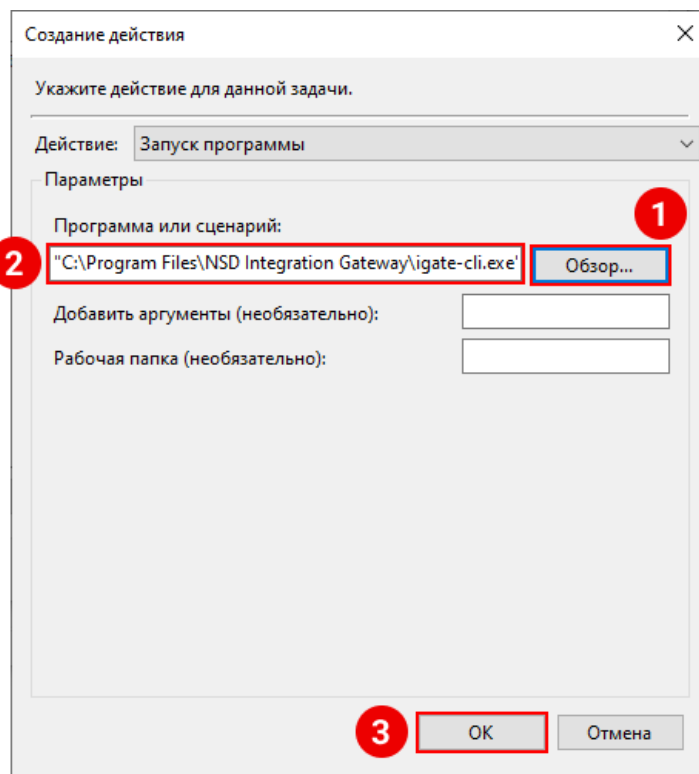 Создание действия
Укажите действие для данной задачи.
Действие: Запуск программы
Параметры
Программа или сценарий:
1
2 "C:\Program Files\NSD Integration Gateway\igate-cli.exe" Обзор...
Добавить аргументы (необязательно):
Рабочая папка (необязательно):
3 OK Отмена